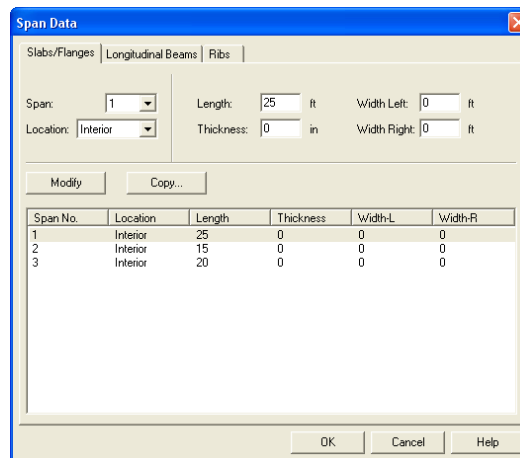 Span Data
Slabs/Flanges Longitudinal Beams Ribs
Span: 1 Length: 25 ft Width Left: 0 ft
Location: Interior Thickness: 0 in Width Right: 0 ft
Modify Copy...
Span No. Location Length Thickness Width-L Width-R
1 Interior 25 0 0 0
2 Interior 15 0 0 0
3 Interior 20 0 0 0
OK Cancel Help